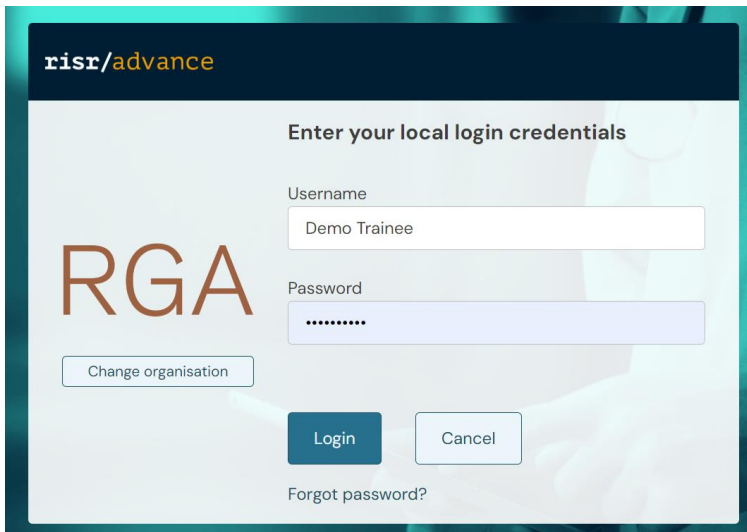 risr/advance
Enter your local login credentials
Username
Demo Trainee
RGA
Password
••••••••••
Change organisation
Login
Cancel
Forgot password?